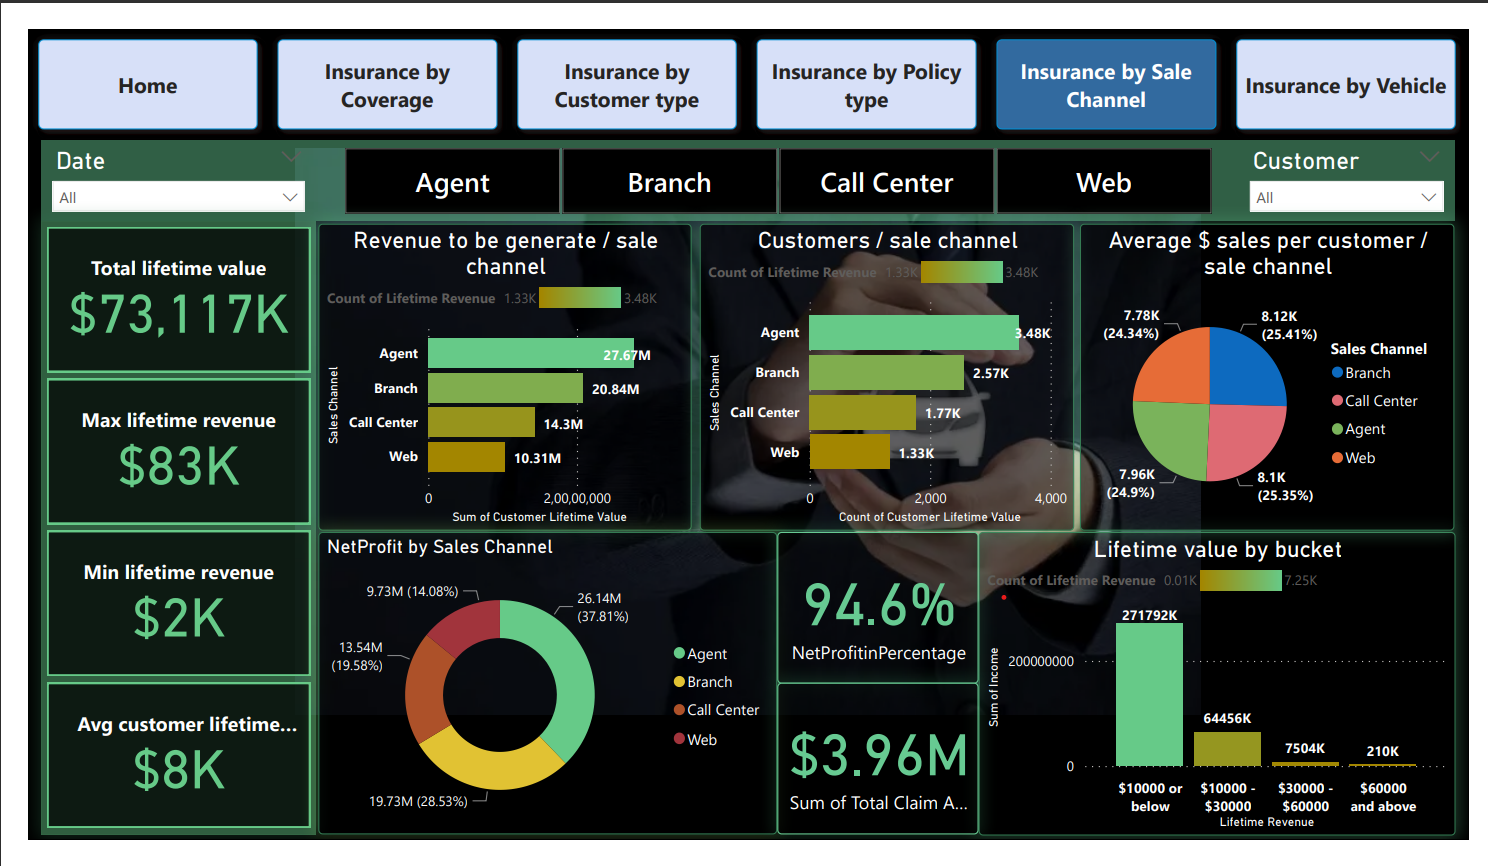 Home
Insurance by
Coverage
Insurance by
Customer type
Insurance by Policy
type
Insurance by Sale
Channel
Insurance by Vehicle
Date
All
Agent
Branch
Call Center
Web
Customer
All
Total lifetime value
$73,117K
Max lifetime revenue
$83K
Min lifetime revenue
$2K
Avg customer lifetime...
$8K
Revenue to be generate / sale
channel
Count of Lifetime Revenue 1.33K 3.48K
Sales Channel
Agent 27.67M
Branch 20.84M
Call Center 14.3M
Web 10.31M
0 2,00,00,000
Sum of Customer Lifetime Value
Customers / sale channel
Count of Lifetime Revenue 1.33K 3.48K
Sales Channel
Agent 3.48K
Branch 2.57K
Call Center 1.77K
Web 1.33K
0 2,000 4,000
Count of Customer Lifetime Value
Average $ sales per customer /
sale channel
7.78K
(24.34%)
8.12K
(25.41%)
7.96K
(24.9%)
8.1K
(25.35%)
Sales Channel
Branch
Call Center
Agent
Web
NetProfit by Sales Channel
9.73M (14.08%)
26.14M
(37.81%)
13.54M
(19.58%)
19.73M (28.53%)
Agent
Branch
Call Center
Web
94.6%
NetProfitinPercentage
$3.96M
Sum of Total Claim A...
Lifetime value by bucket
Count of Lifetime Revenue 0.01K 7.25K
Sum of Income
200000000
0
271792K
64456K
7504K
210K
$10000 or
below
$10000 -
$30000
$30000 -
$60000
$60000
and above
Lifetime Revenue